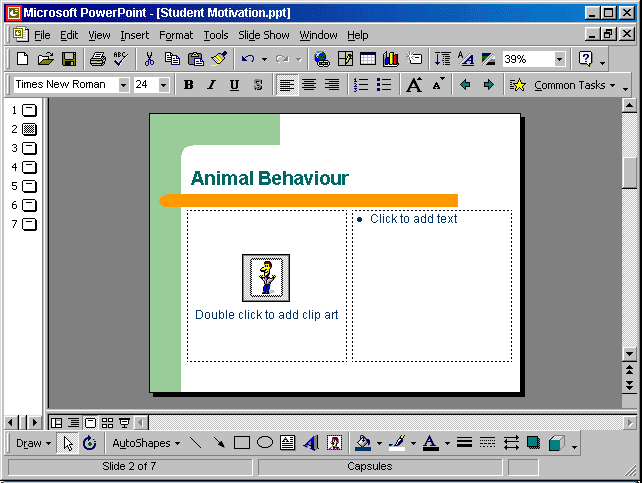 Microsoft PowerPoint - [Student Motivation.ppt]
File Edit View Insert Format Tools Slide Show Window Help
ABC 39%
Times New Roman 24 B I U S A A Common Tasks
1
2
3
4
5
6
7
Animal Behaviour
Double click to add clip art
• Click to add text
Draw AutoShapes A A
Slide 2 of 7 Capsules